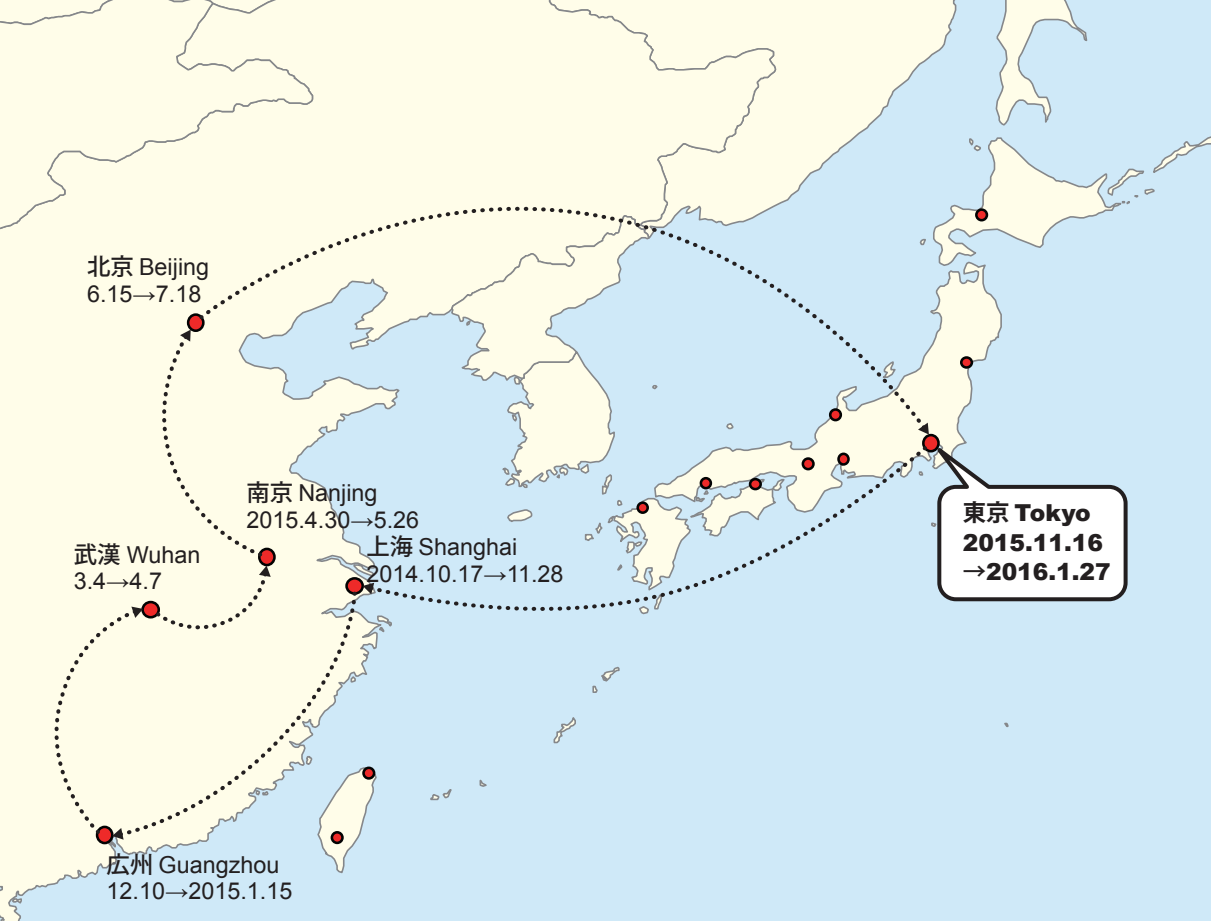 北京 Beijing
6.15→7.18
南京 Nanjing
2015.4.30→5.26
上海 Shanghai
2014.10.17→11.28
武漢 Wuhan
3.4→4.7
東京 Tokyo
2015.11.16
→2016.1.27
広州 Guangzhou
12.10→2015.1.15